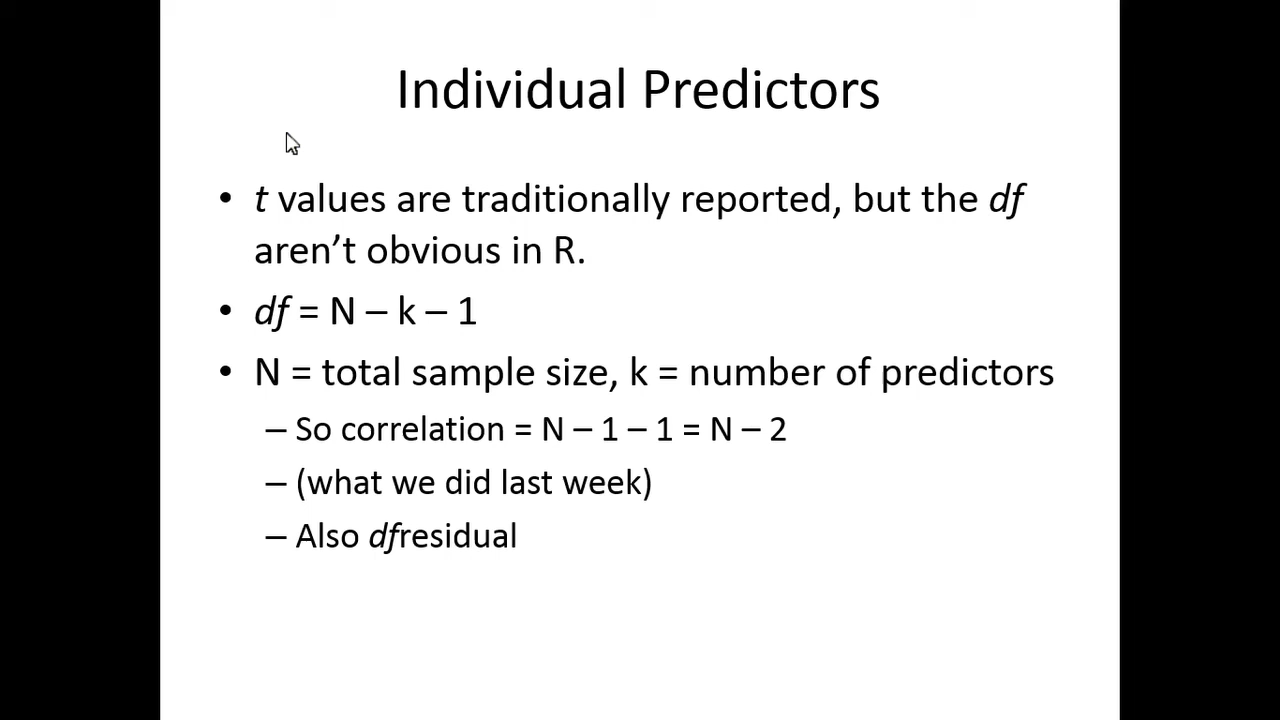 Individual Predictors
• t values are traditionally reported, but the df
aren’t obvious in R.
• df = N – k – 1
• N = total sample size, k = number of predictors
– So correlation = N – 1 – 1 = N – 2
– (what we did last week)
– Also dfresidual